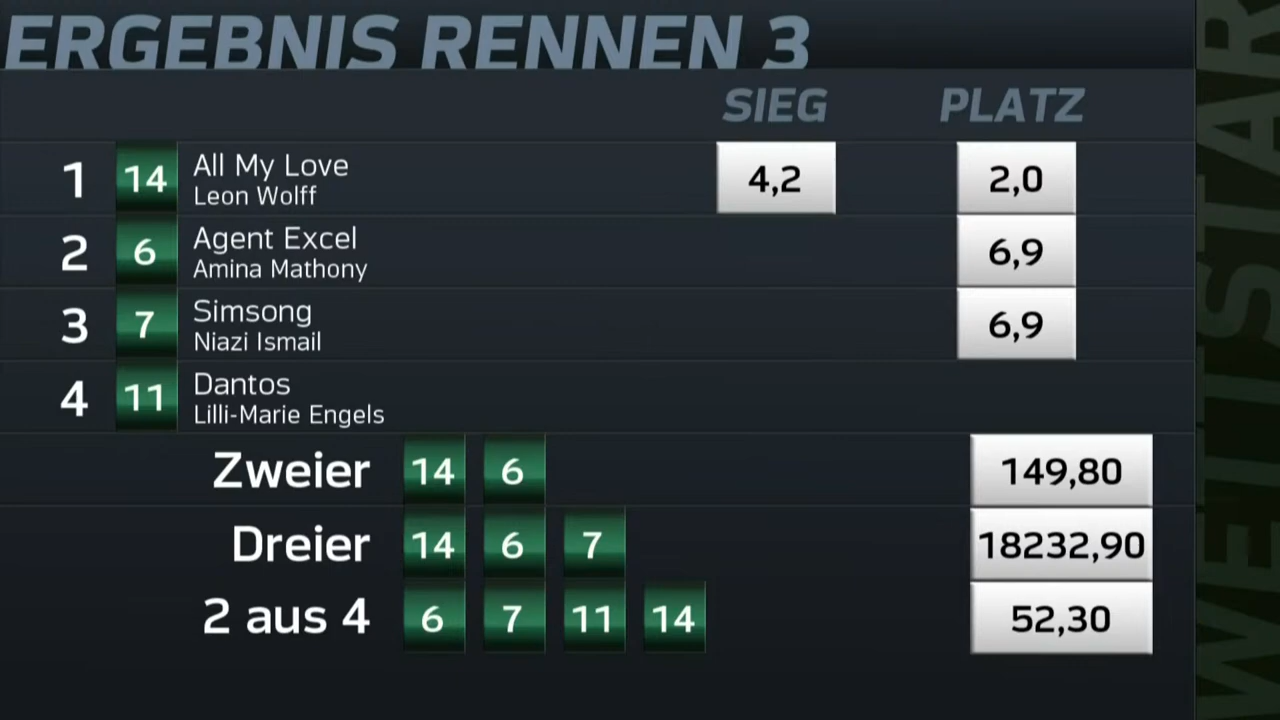 ERGEBNIS RENNEN 3
SIEG PLATZ
1 14 All My Love 4,2 2,0
Leon Wolff
2 6 Agent Excel 6,9
Amina Mathony
3 7 Simsong 6,9
Niazi Ismail
4 11 Dantos
Lilli-Marie Engels
Zweier 14 6 149,80
Dreier 14 6 7 18232,90
2 aus 4 6 7 11 14 52,30
WETTSTAR